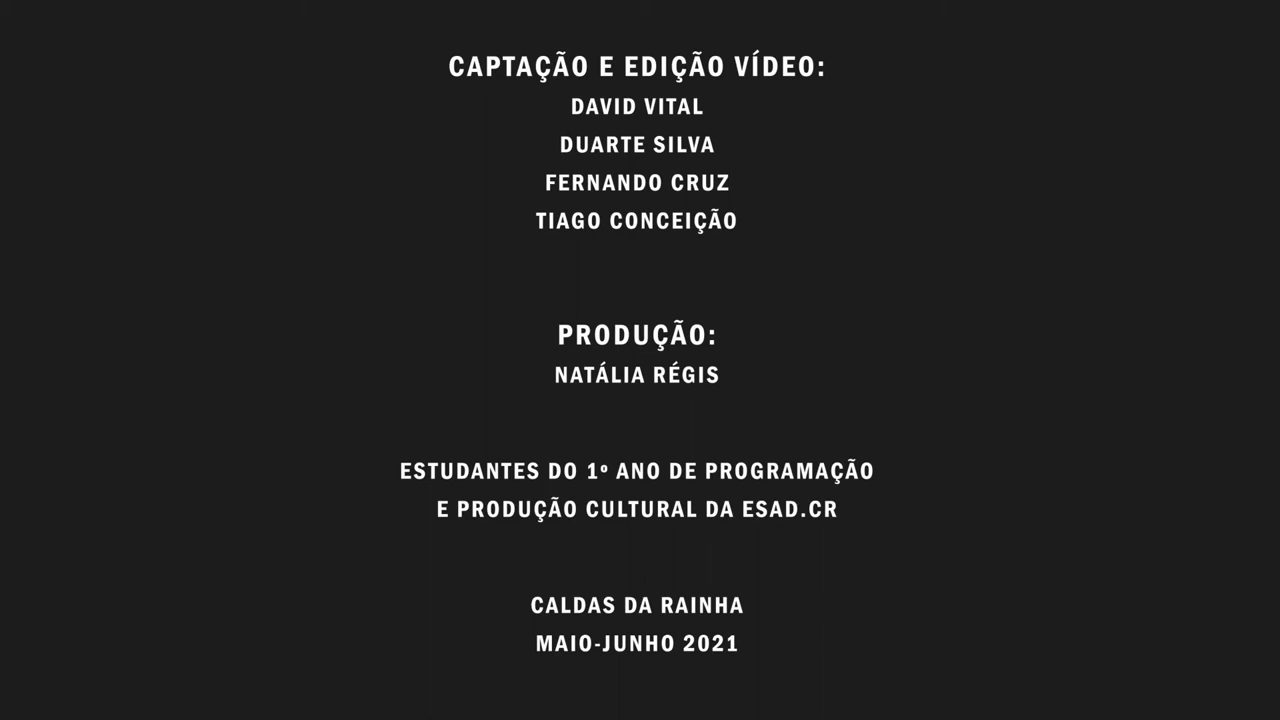 CAPTAÇÃO E EDIÇÃO VÍDEO:
DAVID VITAL
DUARTE SILVA
FERNANDO CRUZ
TIAGO CONCEIÇÃO
PRODUÇÃO:
NATÁLIA RÉGIS
ESTUDANTES DO 1º ANO DE PROGRAMAÇÃO
E PRODUÇÃO CULTURAL DA ESAD.CR
CALDAS DA RAINHA
MAIO-JUNHO 2021